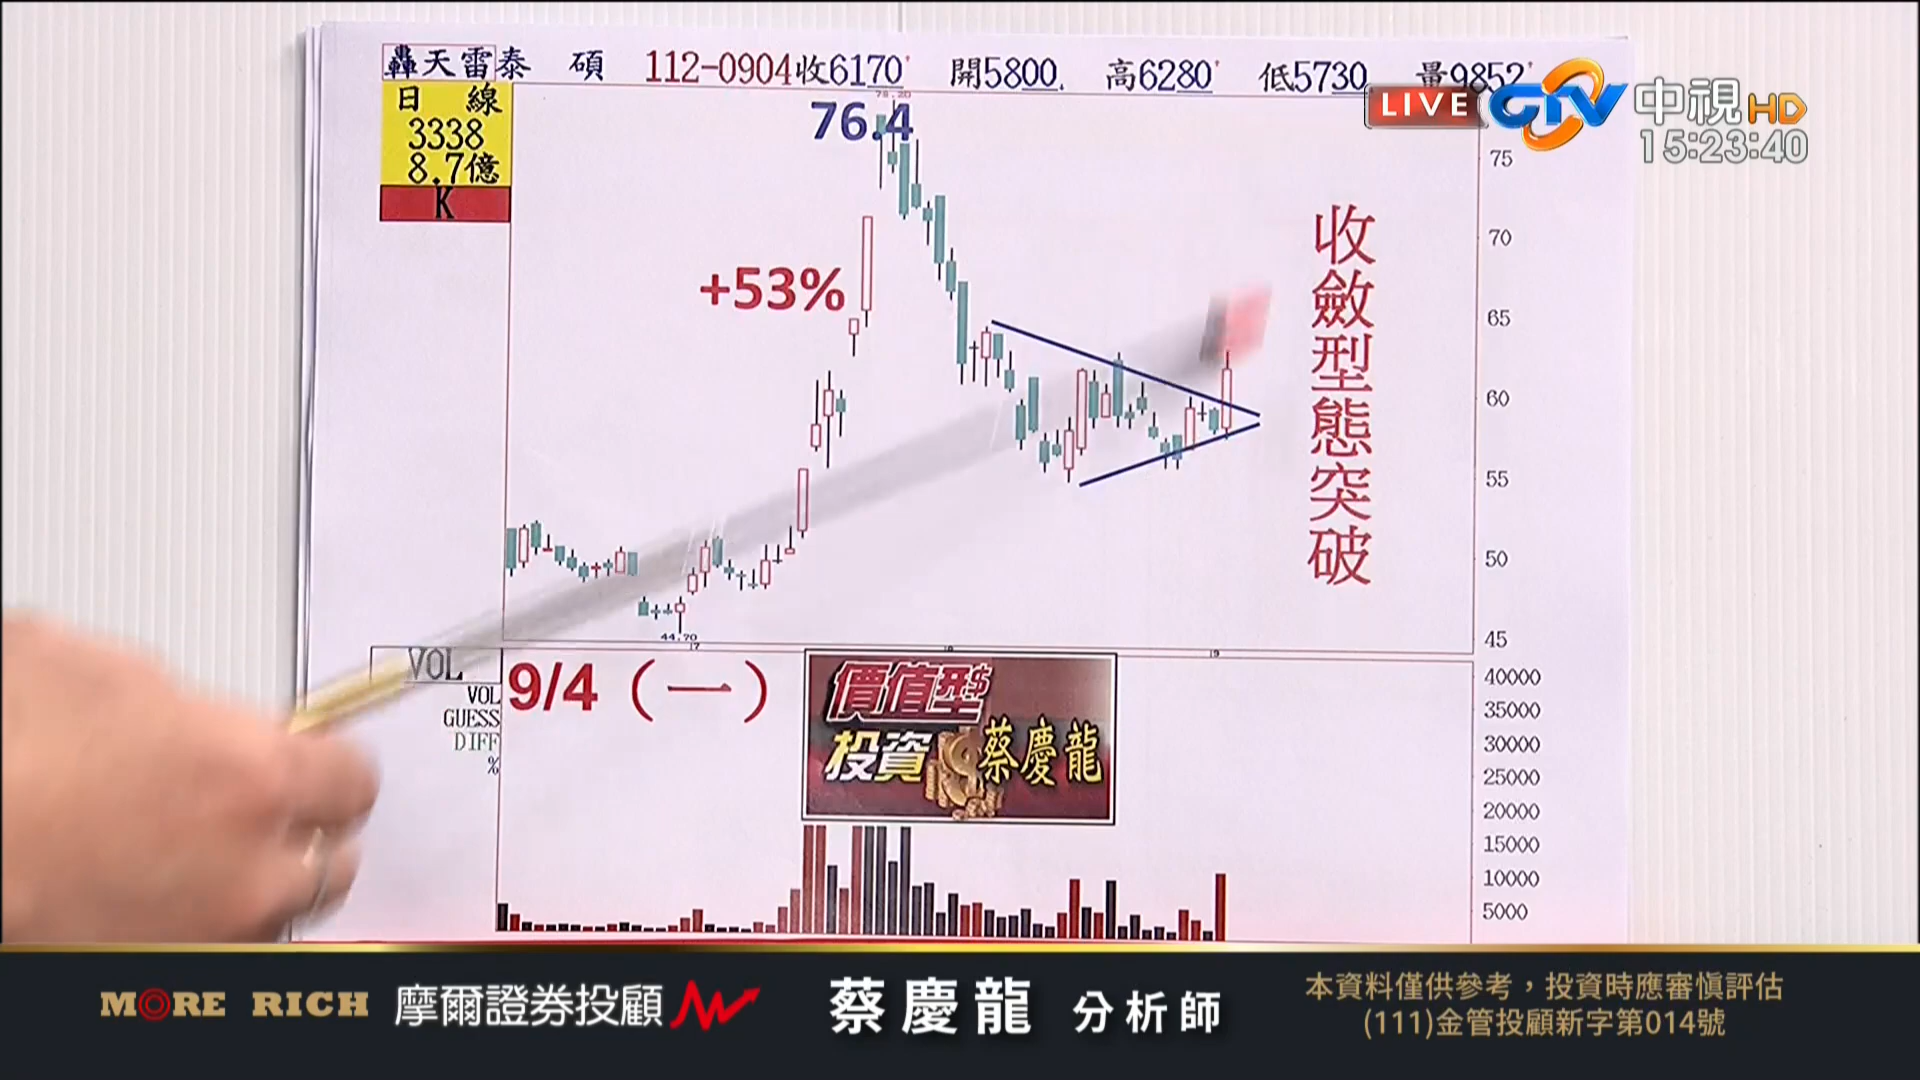 轟天雷泰 碩 112-0904收6170' 開5800. 高6280' 低5730. 量9852'
日 線
3338
8.7億
K
LIVE CTV 中視HD
15:23:40
76.4
+53%
收斂型態突破
75
70
65
60
55
50
45
44.70
7
9
VOL
VOL
GUESS
DIFF
%
9/4（一）
價值型$
投資 蔡慶龍
40000
35000
30000
25000
20000
15000
10000
5000
MORE RICH 摩爾證券投顧 蔡慶龍 分析師
本資料僅供參考，投資時應審慎評估
(111)金管投顧新字第014號